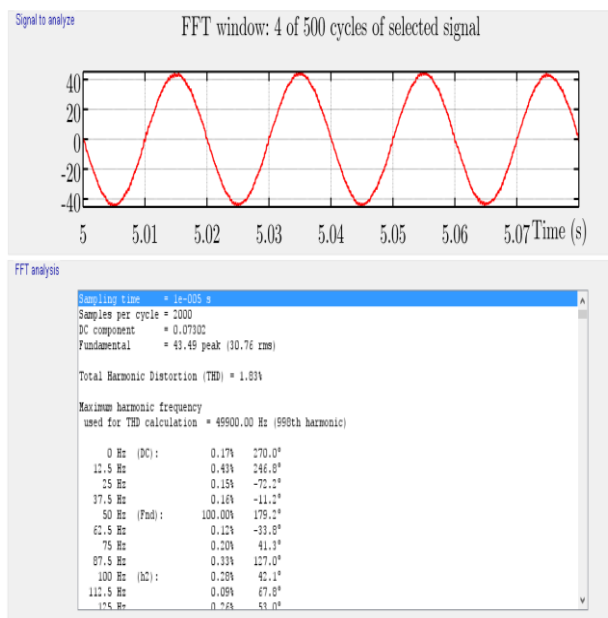 Signal to analyze
FFT window: 4 of 500 cycles of selected signal
40
20
0
-20
-40
5 5.01 5.02 5.03 5.04 5.05 5.06 5.07 Time (s)
FFT analysis
Sampling time = 1e-005 s
Samples per cycle = 2000
DC component = 0.07302
Fundamental = 43.49 peak (30.76 rms)
Total Harmonic Distortion (THD) = 1.83%
Maximum harmonic frequency
used for THD calculation = 49900.00 Hz (998th harmonic)
0 Hz (DC): 0.17% 270.0°
12.5 Hz 0.43% 246.8°
25 Hz 0.15% -72.2°
37.5 Hz 0.16% -11.2°
50 Hz (Fnd): 100.00% 179.2°
62.5 Hz 0.12% -33.8°
75 Hz 0.20% 41.3°
87.5 Hz 0.33% 127.0°
100 Hz (h2): 0.28% 42.1°
112.5 Hz 0.09% 67.8°
125 Hz 0.26% 53.0°